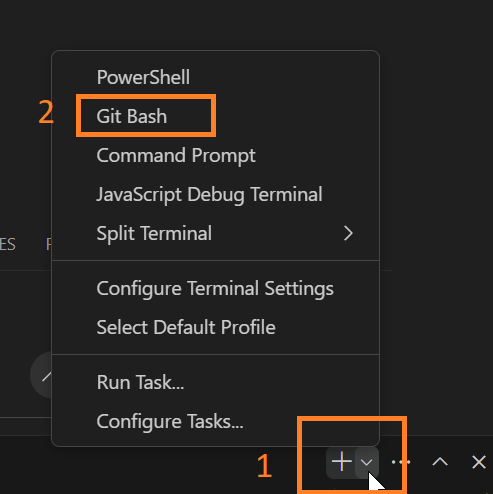 PowerShell
2
Git Bash
Command Prompt
JavaScript Debug Terminal
Split Terminal
ES
Configure Terminal Settings
Select Default Profile
Run Task...
Configure Tasks...
1